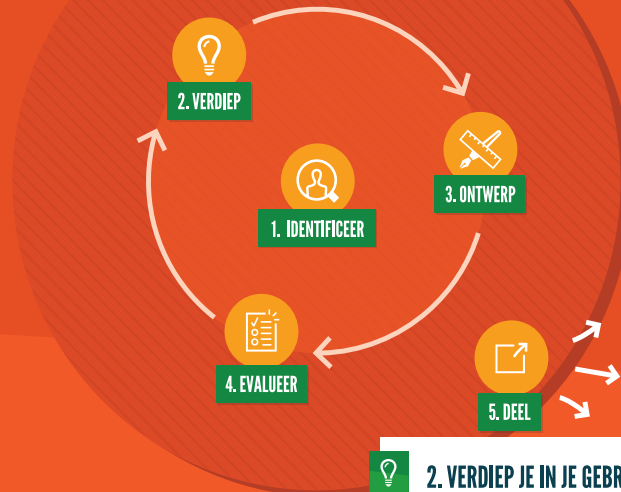 2. VERDIEP
3. ONTWERP
1. IDENTIFICEER
4. EVALUEER
5. DEEL
2. VERDIEP JE IN JE GEBR